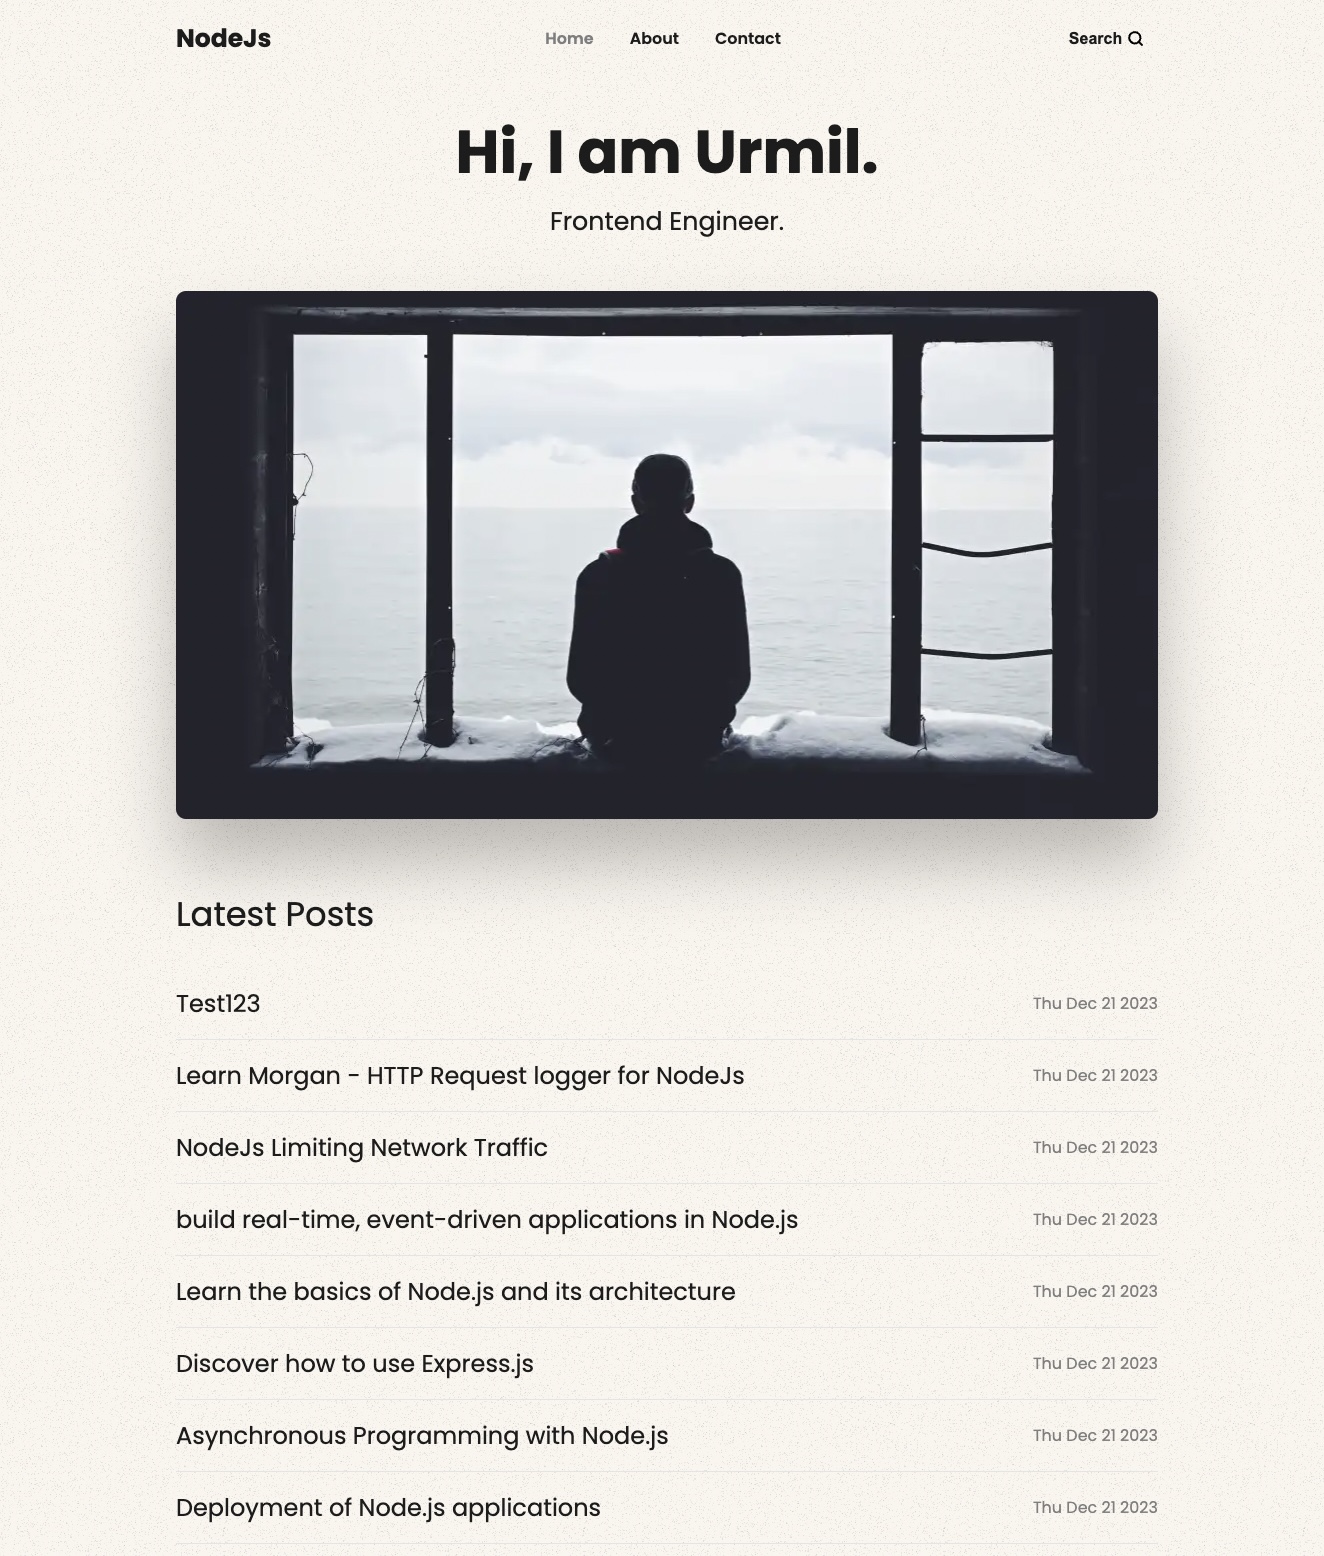 NodeJs
Home About Contact
Search
Hi, I am Urmil.
Frontend Engineer.
Latest Posts
Test123 Thu Dec 21 2023
Learn Morgan - HTTP Request logger for NodeJs Thu Dec 21 2023
NodeJs Limiting Network Traffic Thu Dec 21 2023
build real-time, event-driven applications in Node.js Thu Dec 21 2023
Learn the basics of Node.js and its architecture Thu Dec 21 2023
Discover how to use Express.js Thu Dec 21 2023
Asynchronous Programming with Node.js Thu Dec 21 2023
Deployment of Node.js applications Thu Dec 21 2023